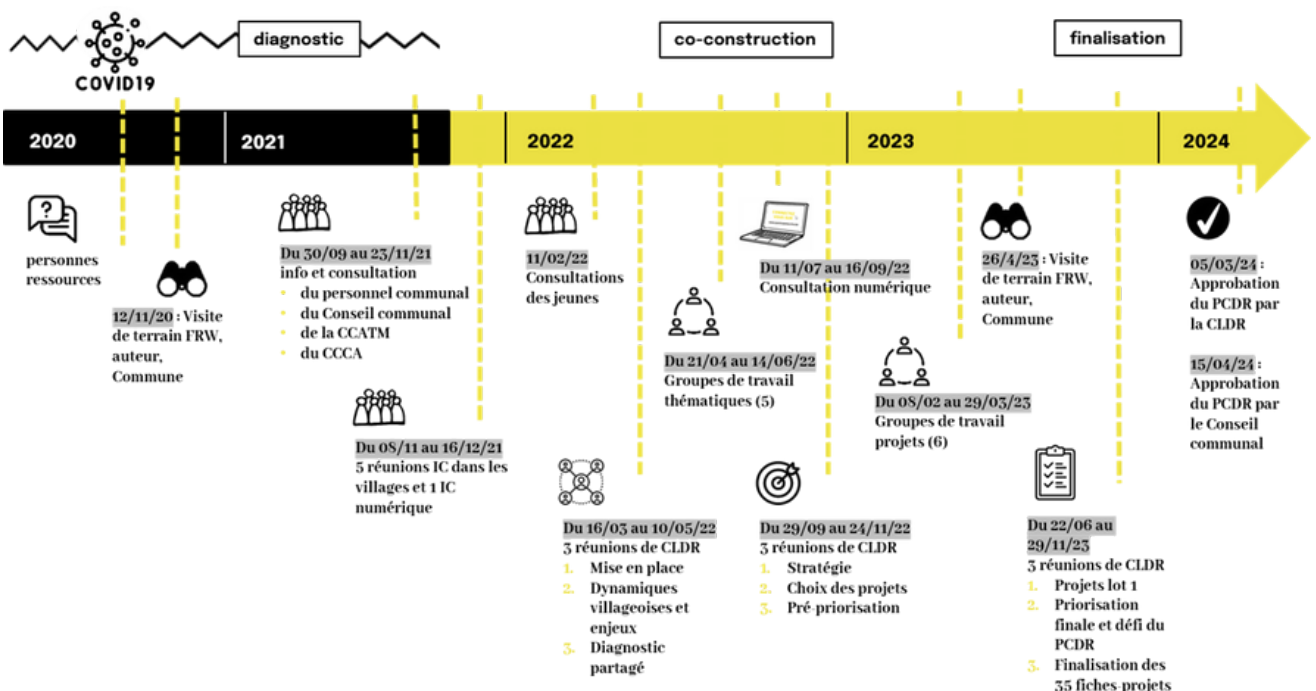 diagnostic
co-construction
finalisation
COVID19
2020
2021
2022
2023
2024
?
personnes
ressources
12/11/20 : Visite
de terrain FRW,
auteur,
Commune
Du 30/09 au 23/11/21
info et consultation
• du personnel communal
• du Conseil communal
• de la CCATM
• du CCCA
Du 08/11 au 16/12/21
5 réunions IC dans les
villages et 1 IC
numérique
11/02/22
Consultations
des jeunes
Du 16/03 au 10/05/22
3 réunions de CLDR
1. Mise en place
2. Dynamiques
villageoises et
enjeux
3. Diagnostic
partagé
Du 21/04 au 14/06/22
Groupes de travail
thématiques (5)
Du 11/07 au 16/09/22
Consultation numérique
Du 29/09 au 24/11/22
3 réunions de CLDR
1. Stratégie
2. Choix des projets
3. Pré-priorisation
Du 08/02 au 29/03/23
Groupes de travail
projets (6)
26/4/23 : Visite
de terrain FRW,
auteur,
Commune
Du 22/06 au
29/11/23
3 réunions de CLDR
1. Projets lot 1
2. Priorisation
finale et défi du
PCDR
3. Finalisation des
35 fiches-projets
05/03/24 :
Approbation
du PCDR par
la CLDR
15/04/24 :
Approbation
du PCDR par
le Conseil
communal